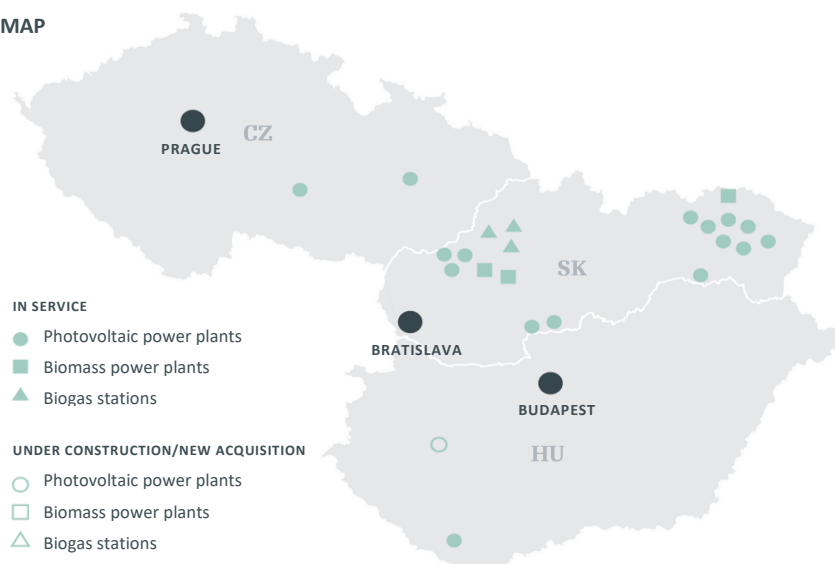 MAP
CZ
PRAGUE
SK
IN SERVICE
Photovoltaic power plants
Biomass power plants
Biogas stations
BRATISLAVA
BUDAPEST
UNDER CONSTRUCTION/NEW ACQUISITION
HU
Photovoltaic power plants
Biomass power plants
Biogas stations